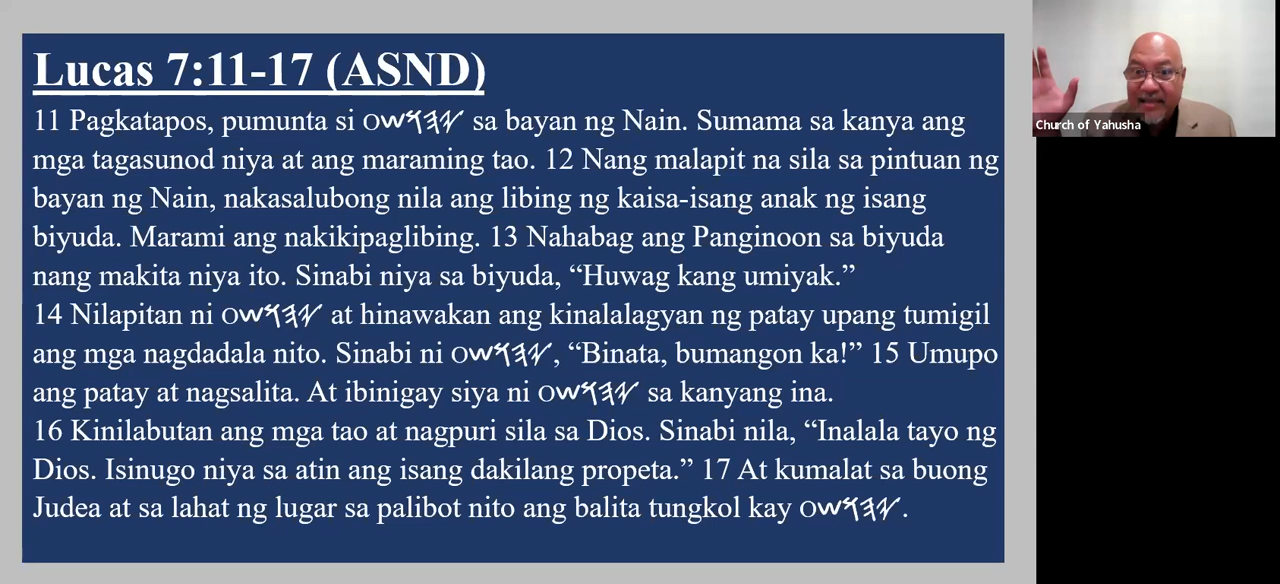 Lucas 7:11-17 (ASND)
11 Pagkatapos, pumunta si 𐤉𐤄𐤅𐤔𐤏 sa bayan ng Nain. Sumama sa kanya ang
mga tagasunod niya at ang maraming tao. 12 Nang malapit na sila sa pintuan ng
bayan ng Nain, nakasalubong nila ang libing ng kaisa-isang anak ng isang
biyuda. Marami ang nakikipaglibing. 13 Nahabag ang Panginoon sa biyuda
nang makita niya ito. Sinabi niya sa biyuda, “Huwag kang umiyak.”
14 Nilapitan ni 𐤉𐤄𐤅𐤔𐤏 at hinawakan ang kinalalagyan ng patay upang tumigil
ang mga nagdadala nito. Sinabi ni 𐤉𐤄𐤅𐤔𐤏, “Binata, bumangon ka!” 15 Umupo
ang patay at nagsalita. At ibinigay siya ni 𐤉𐤄𐤅𐤔𐤏 sa kanyang ina.
16 Kinilabutan ang mga tao at nagpuri sila sa Dios. Sinabi nila, “Inalala tayo ng
Dios. Isinugo niya sa atin ang isang dakilang propeta.” 17 At kumalat sa buong
Judea at sa lahat ng lugar sa palibot nito ang balita tungkol kay 𐤉𐤄𐤅𐤔𐤏.
Church of Yahusha